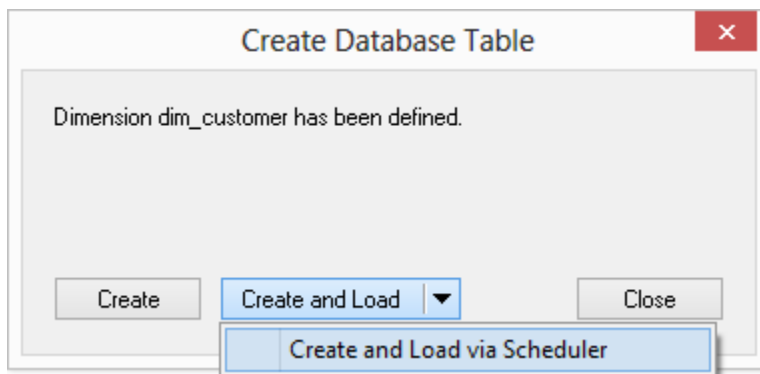 Create Database Table
Dimension dim_customer has been defined.
Create
Create and Load
Close
Create and Load via Scheduler